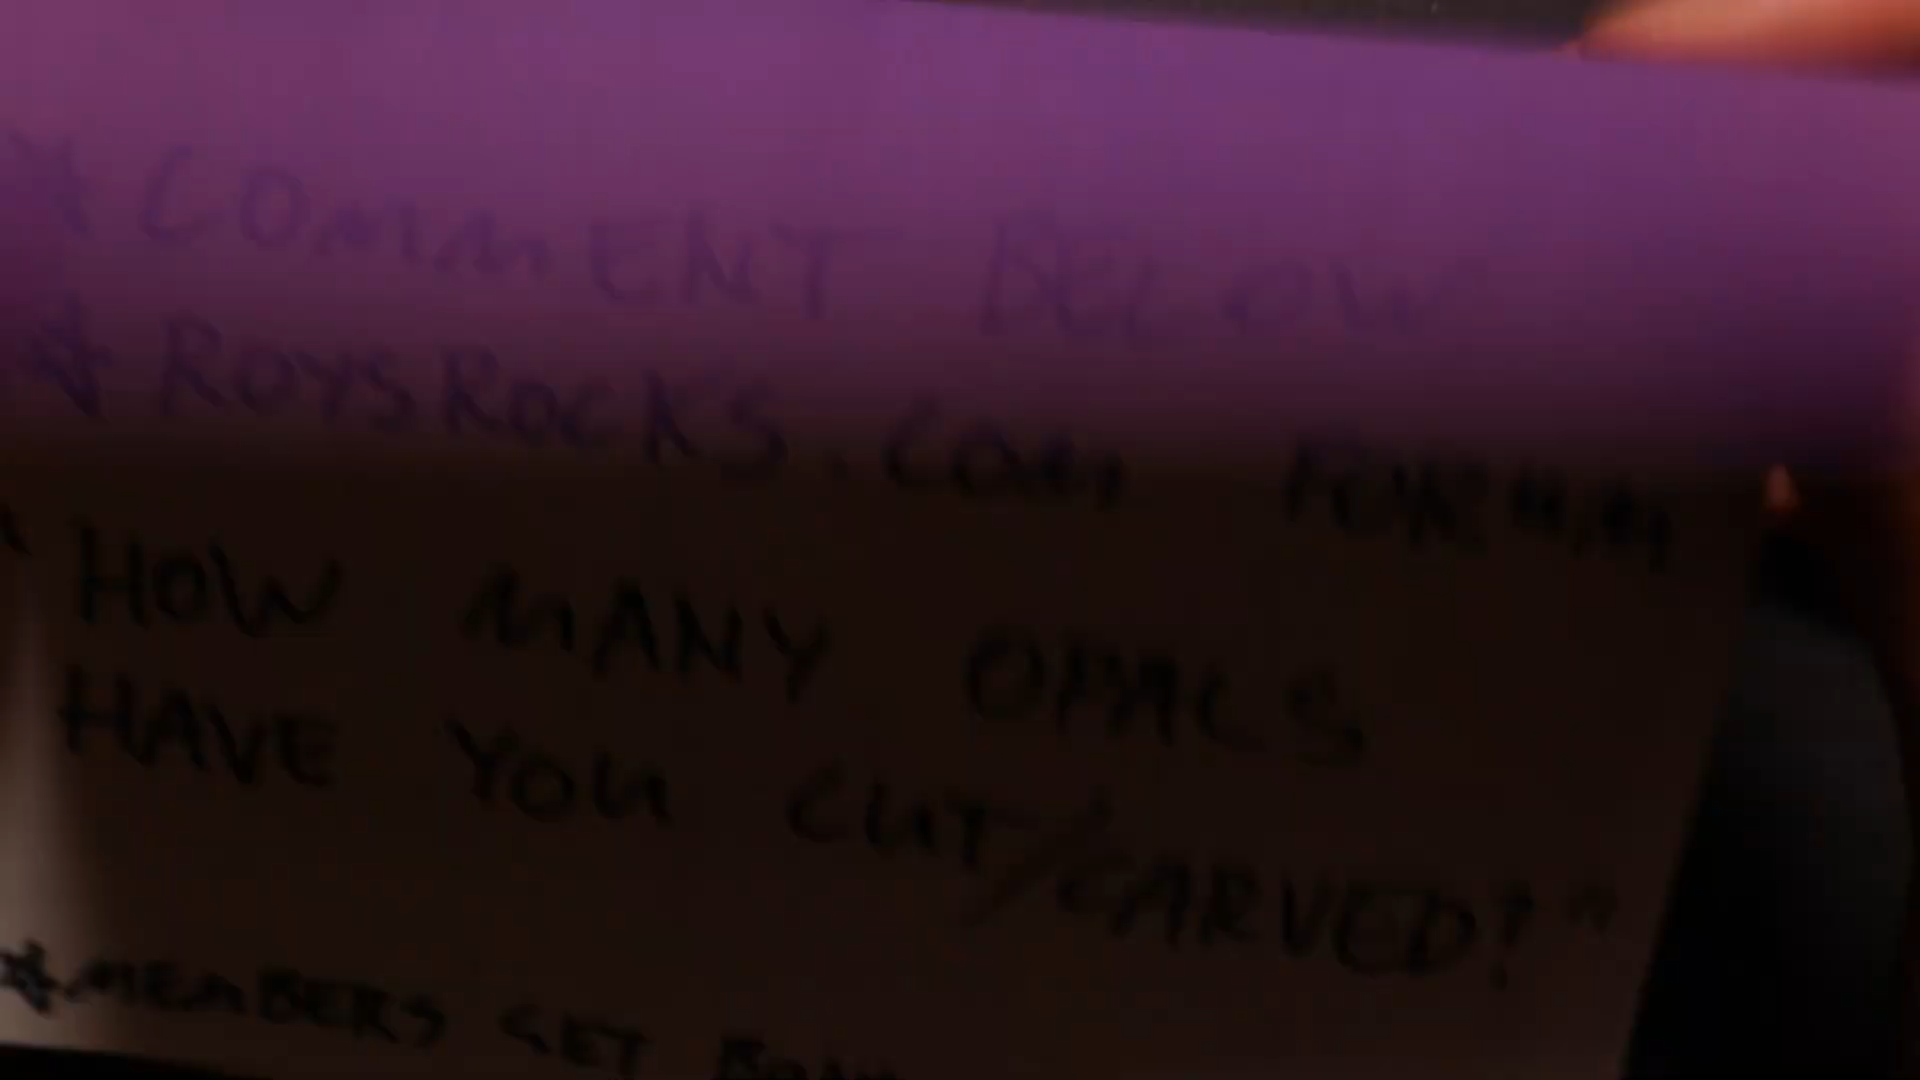 * COMMENT BELOW
* ROYSROCKS.COM FORUM
" HOW MANY OPALS
HAVE YOU CUT/CARVED?"
* MEMBERS GET